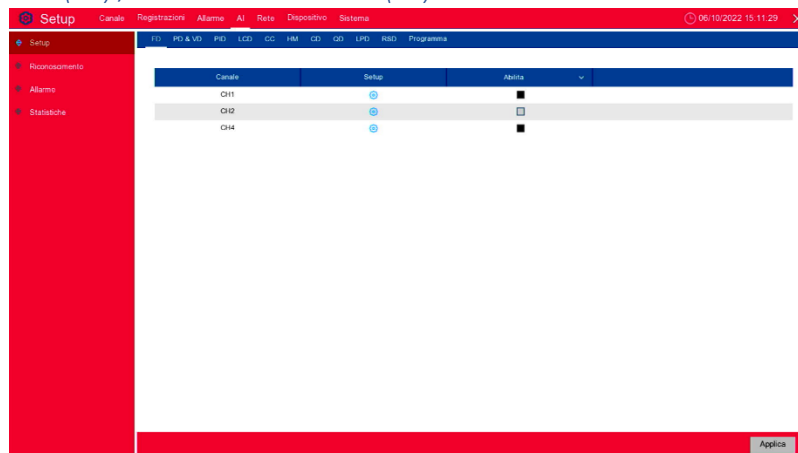 Setup Canale Registrazioni Allarme AI Rete Dispositivo Sistema 06/10/2022 15:11:29 X
Setup FD PD & VD PID LCD CC HM CD QD LPD RSD Programma
Riconoscimento
Allarme
Statistiche
Canale Setup Abilita
CH1
CH2
CH4
Applica